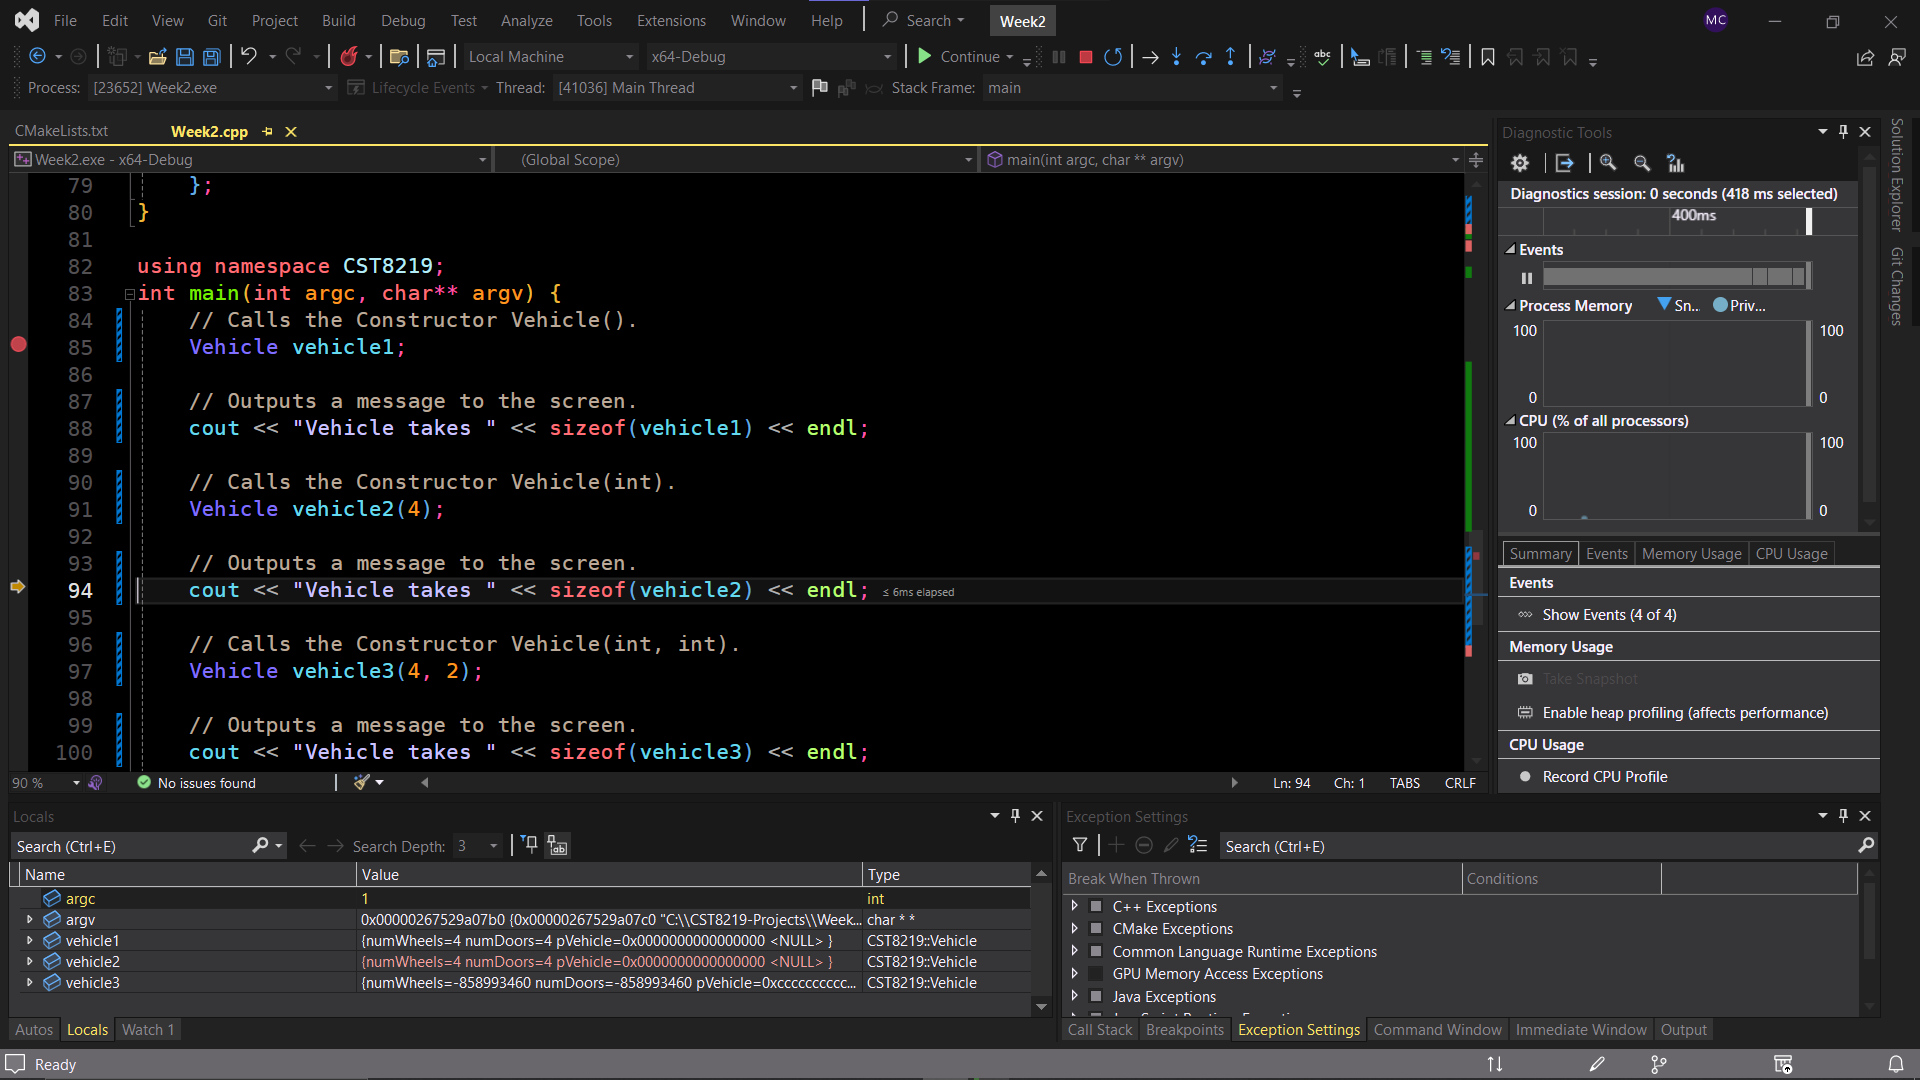 File Edit View Git Project Build Debug Test Analyze Tools Extensions Window Help Search Week2 MC
Local Machine x64-Debug Continue
Process: [23652] Week2.exe Lifecycle Events Thread: [41036] Main Thread Stack Frame: main
CMakeLists.txt Week2.cpp
Week2.exe - x64-Debug (Global Scope) main(int argc, char ** argv)
79 };
80 }
81
82 using namespace CST8219;
83 int main(int argc, char** argv) {
84 // Calls the Constructor Vehicle().
85 Vehicle vehicle1;
86
87 // Outputs a message to the screen.
88 cout << "Vehicle takes " << sizeof(vehicle1) << endl;
89
90 // Calls the Constructor Vehicle(int).
91 Vehicle vehicle2(4);
92
93 // Outputs a message to the screen.
94 cout << "Vehicle takes " << sizeof(vehicle2) << endl; ≤ 6ms elapsed
95
96 // Calls the Constructor Vehicle(int, int).
97 Vehicle vehicle3(4, 2);
98
99 // Outputs a message to the screen.
100 cout << "Vehicle takes " << sizeof(vehicle3) << endl;
90 % No issues found Ln: 94 Ch: 1 TABS CRLF
Diagnostic Tools
Diagnostics session: 0 seconds (418 ms selected)
400ms
Events
Process Memory Sn... Priv...
100 100
0 0
CPU (% of all processors)
100 100
0 0
Summary Events Memory Usage CPU Usage
Events
Show Events (4 of 4)
Memory Usage
Take Snapshot
Enable heap profiling (affects performance)
CPU Usage
Record CPU Profile
Solution Explorer
Git Changes
Locals
Search (Ctrl+E) Search Depth: 3
Name Value Type
argc 1 int
argv 0x00000267529a07b0 {0x00000267529a07c0 "C:\\CST8219-Projects\\Week... char * *
vehicle1 {numWheels=4 numDoors=4 pVehicle=0x0000000000000000 <NULL> } CST8219::Vehicle
vehicle2 {numWheels=4 numDoors=4 pVehicle=0x0000000000000000 <NULL> } CST8219::Vehicle
vehicle3 {numWheels=-858993460 numDoors=-858993460 pVehicle=0xcccccccccc... CST8219::Vehicle
Autos Locals Watch 1
Exception Settings
Search (Ctrl+E)
Break When Thrown Conditions
C++ Exceptions
CMake Exceptions
Common Language Runtime Exceptions
GPU Memory Access Exceptions
Java Exceptions
Call Stack Breakpoints Exception Settings Command Window Immediate Window Output
Ready